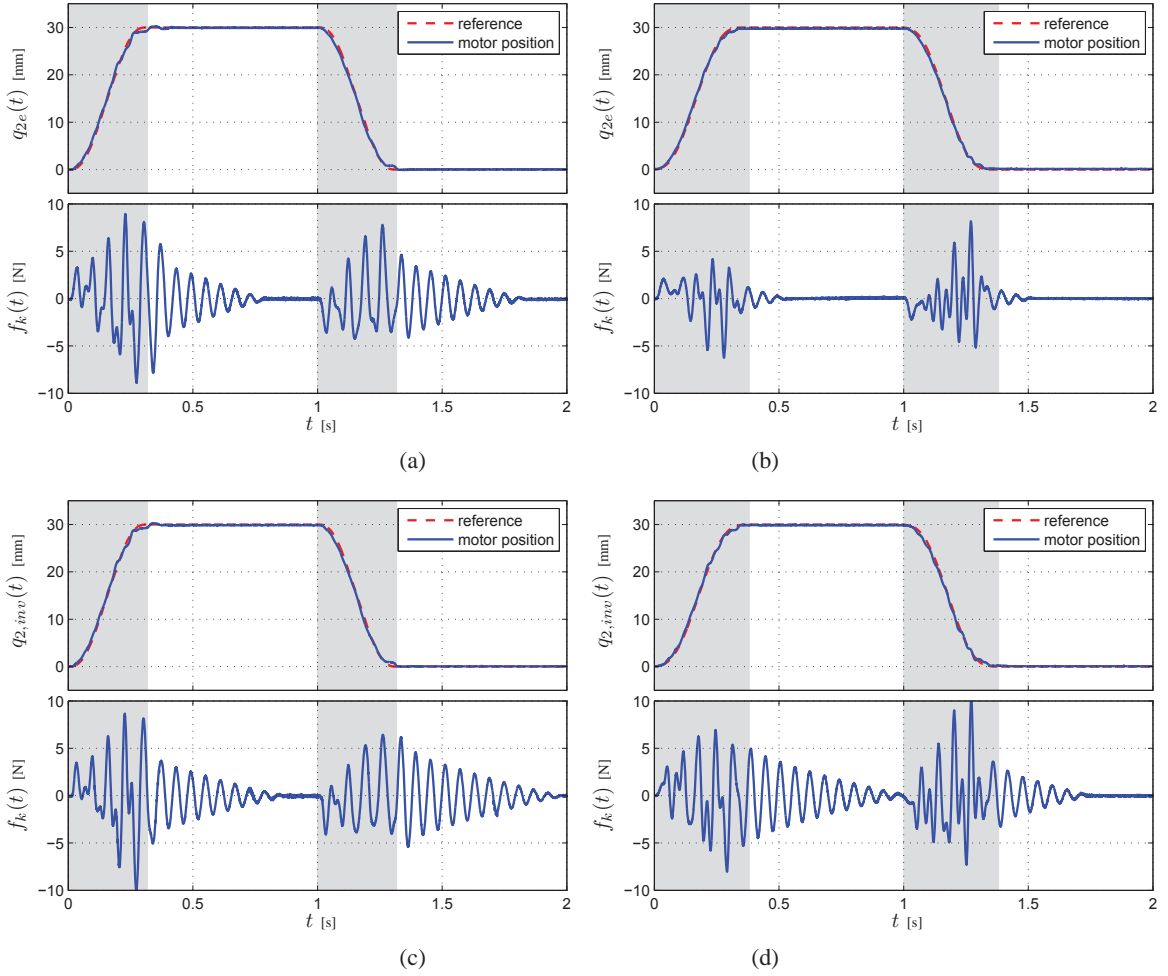 reference
motor position
30
20
10
0
q2e(t) [mm]
10
5
0
−5
−10
fk(t) [N]
0 0.5 1 1.5 2
t [s]
(a)
reference
motor position
30
20
10
0
q2e(t) [mm]
10
5
0
−5
−10
fk(t) [N]
0 0.5 1 1.5 2
t [s]
(b)
reference
motor position
30
20
10
0
q2,inv(t) [mm]
10
5
0
−5
−10
fk(t) [N]
0 0.5 1 1.5 2
t [s]
(c)
reference
motor position
30
20
10
0
q2,inv(t) [mm]
10
5
0
−5
−10
fk(t) [N]
0 0.5 1 1.5 2
t [s]
(d)